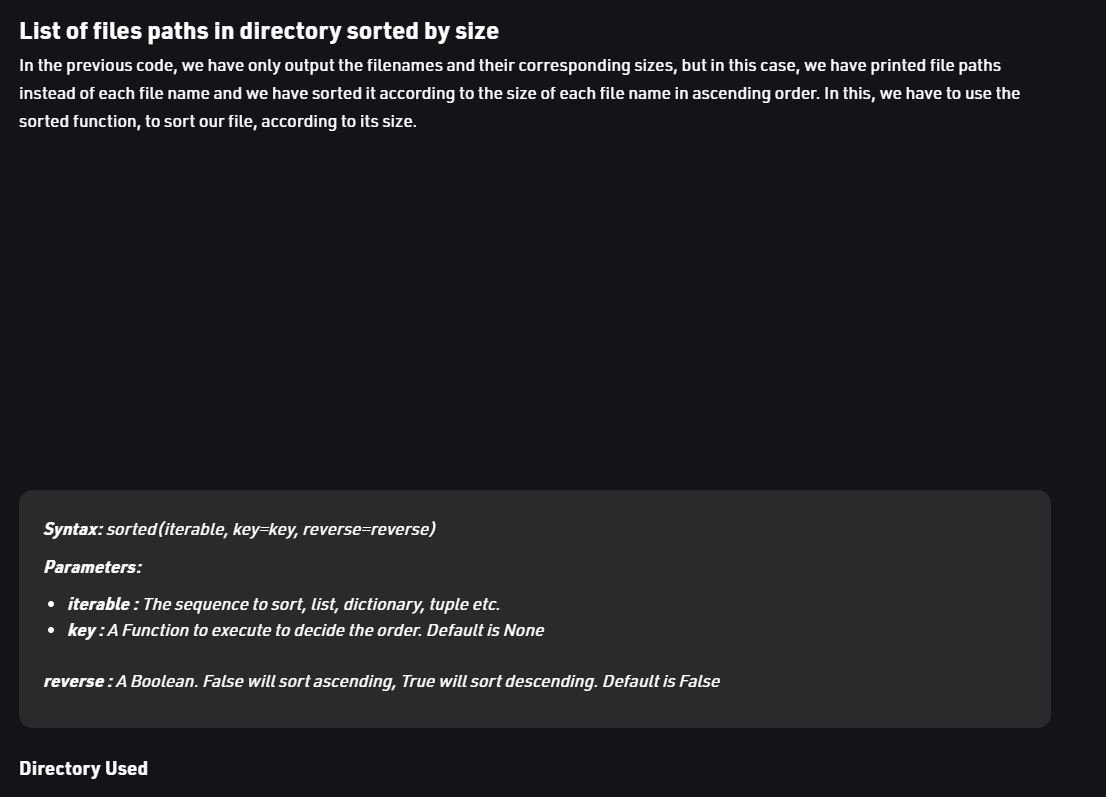 List of files paths in directory sorted by size
In the previous code, we have only output the filenames and their corresponding sizes, but in this case, we have printed file paths
instead of each file name and we have sorted it according to the size of each file name in ascending order. In this, we have to use the
sorted function, to sort our file, according to its size.
Syntax: sorted(iterable, key=key, reverse=reverse)
Parameters:
• iterable : The sequence to sort, list, dictionary, tuple etc.
• key : A Function to execute to decide the order. Default is None
reverse : A Boolean. False will sort ascending, True will sort descending. Default is False
Directory Used